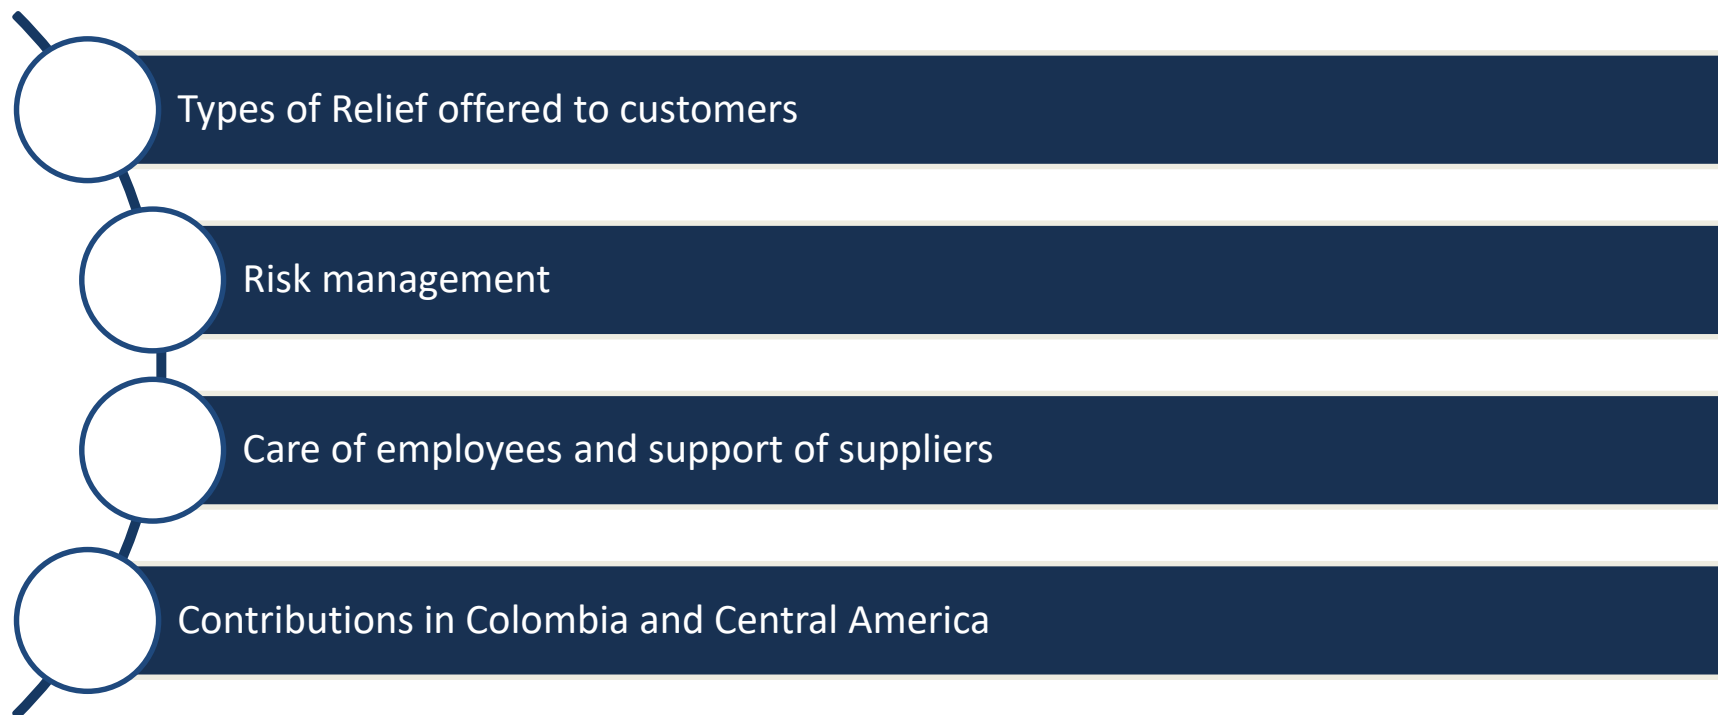 Types of Relief offered to customers
Risk management
Care of employees and support of suppliers
Contributions in Colombia and Central America